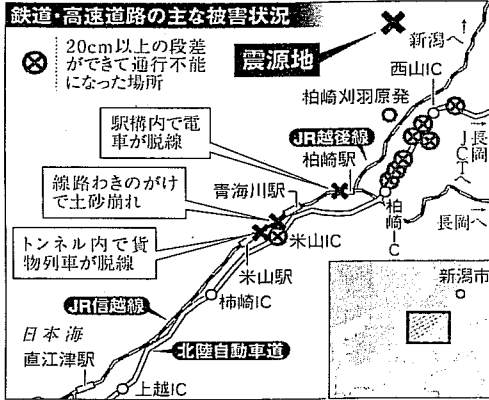 鉄道・高速道路の主な被害状況
20cm以上の段差
ができて通行不能
になった場所
震源地
新潟へ
西山IC
柏崎刈羽原発
駅構内で電
車が脱線
JR越後線
柏崎駅
長岡JCTへ
線路わきのがけ
で土砂崩れ
青海川駅
柏崎IC
長岡へ
トンネル内で貨
物列車が脱線
米山IC
米山駅
新潟市
JR信越線
柿崎IC
日本海
直江津駅
北陸自動車道
上越IC